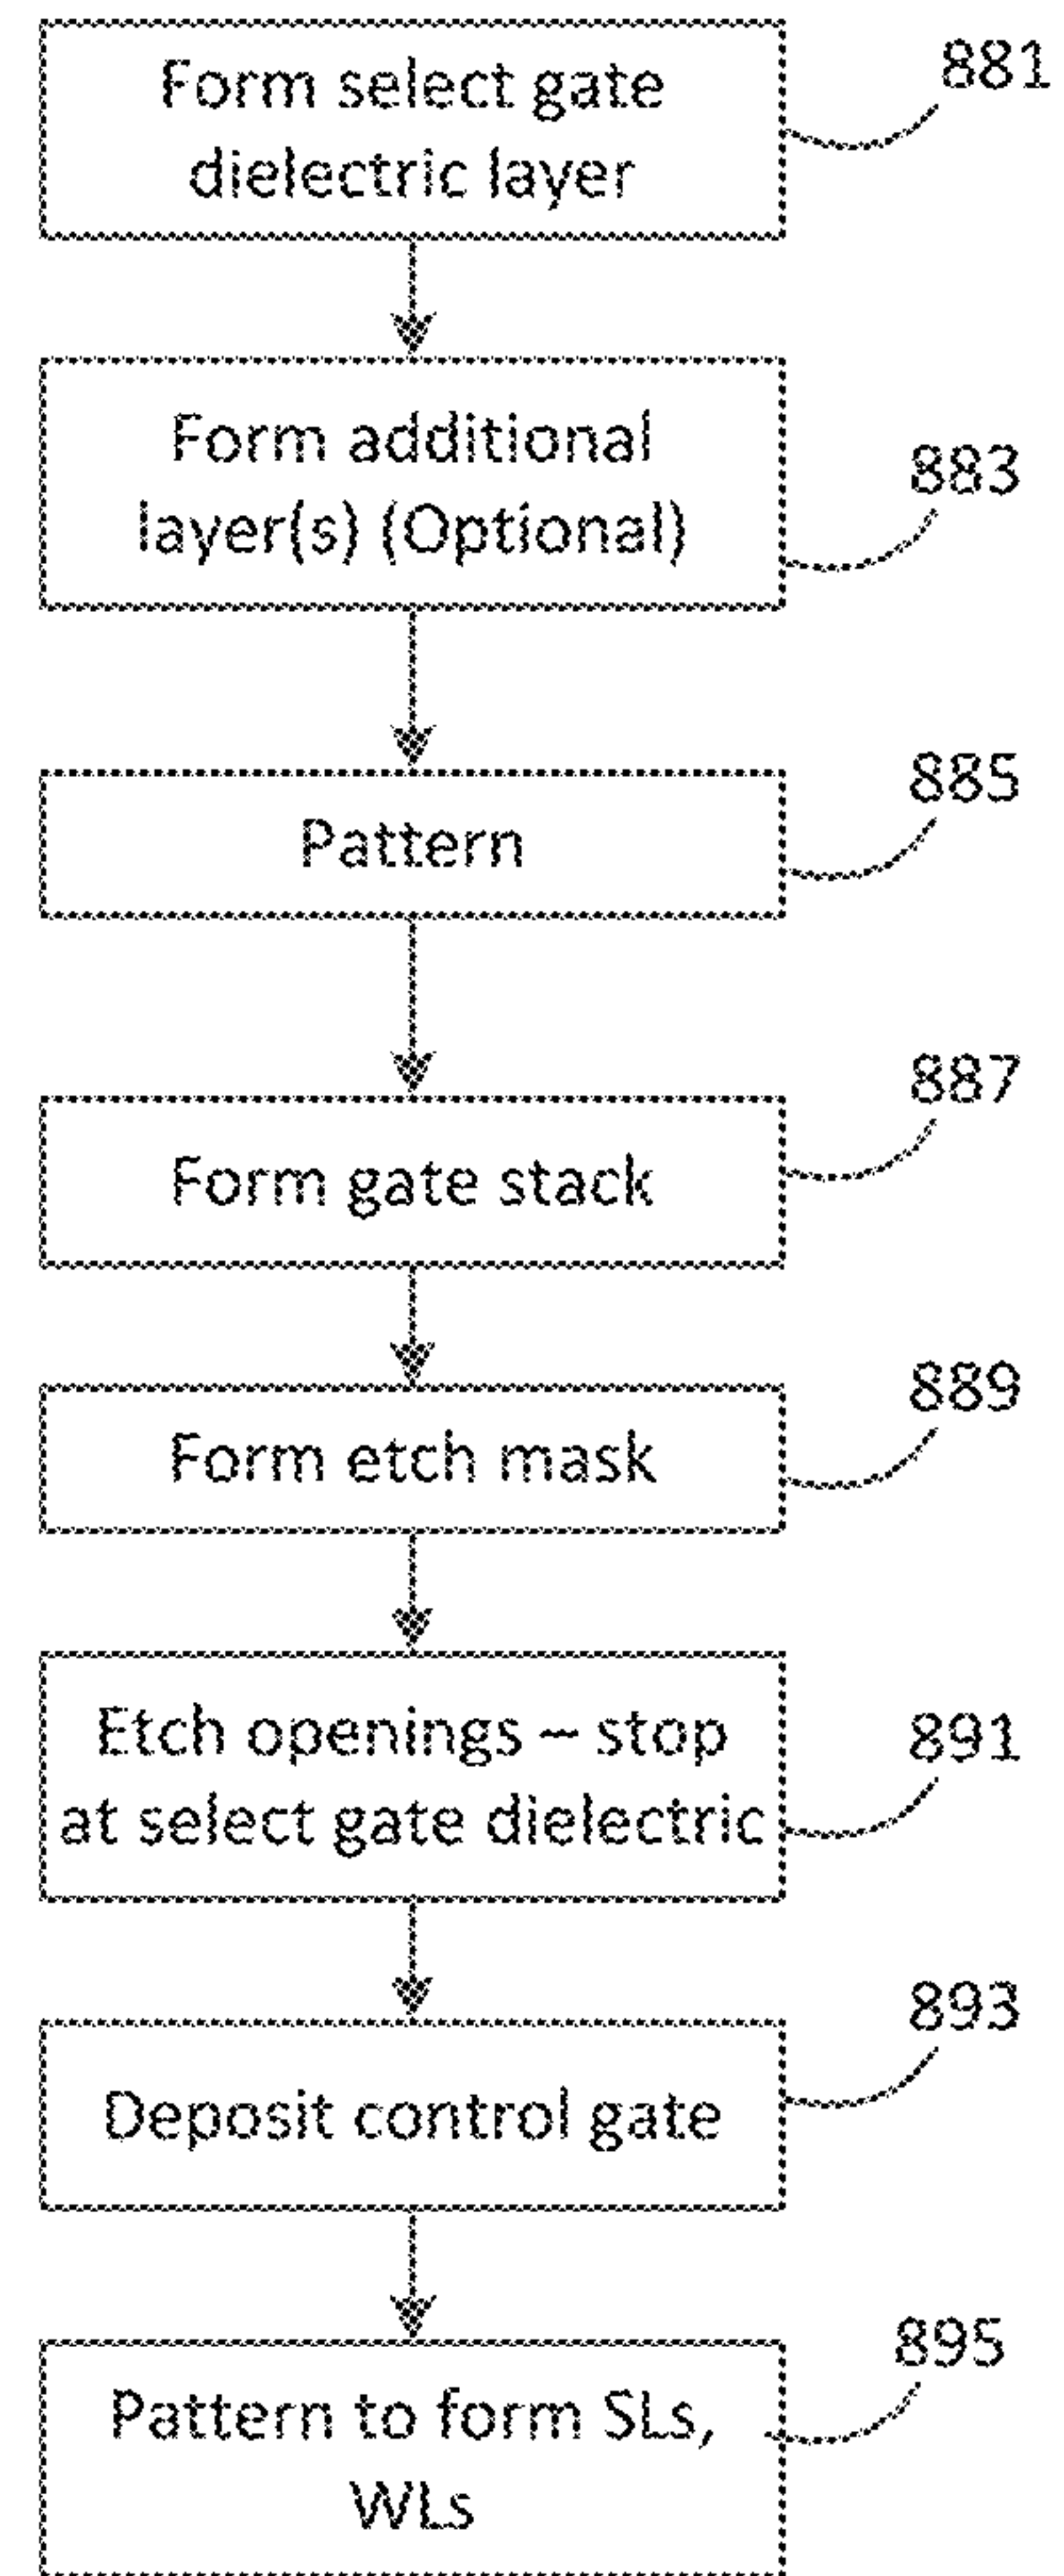 Form select gate
dielectric layer
881
Form additional
layer(s) (Optional)
883
Pattern
885
Form gate stack
887
Form etch mask
889
Etch openings – stop
at select gate dielectric
891
Deposit control gate
893
Pattern to form SLs,
WLs
895